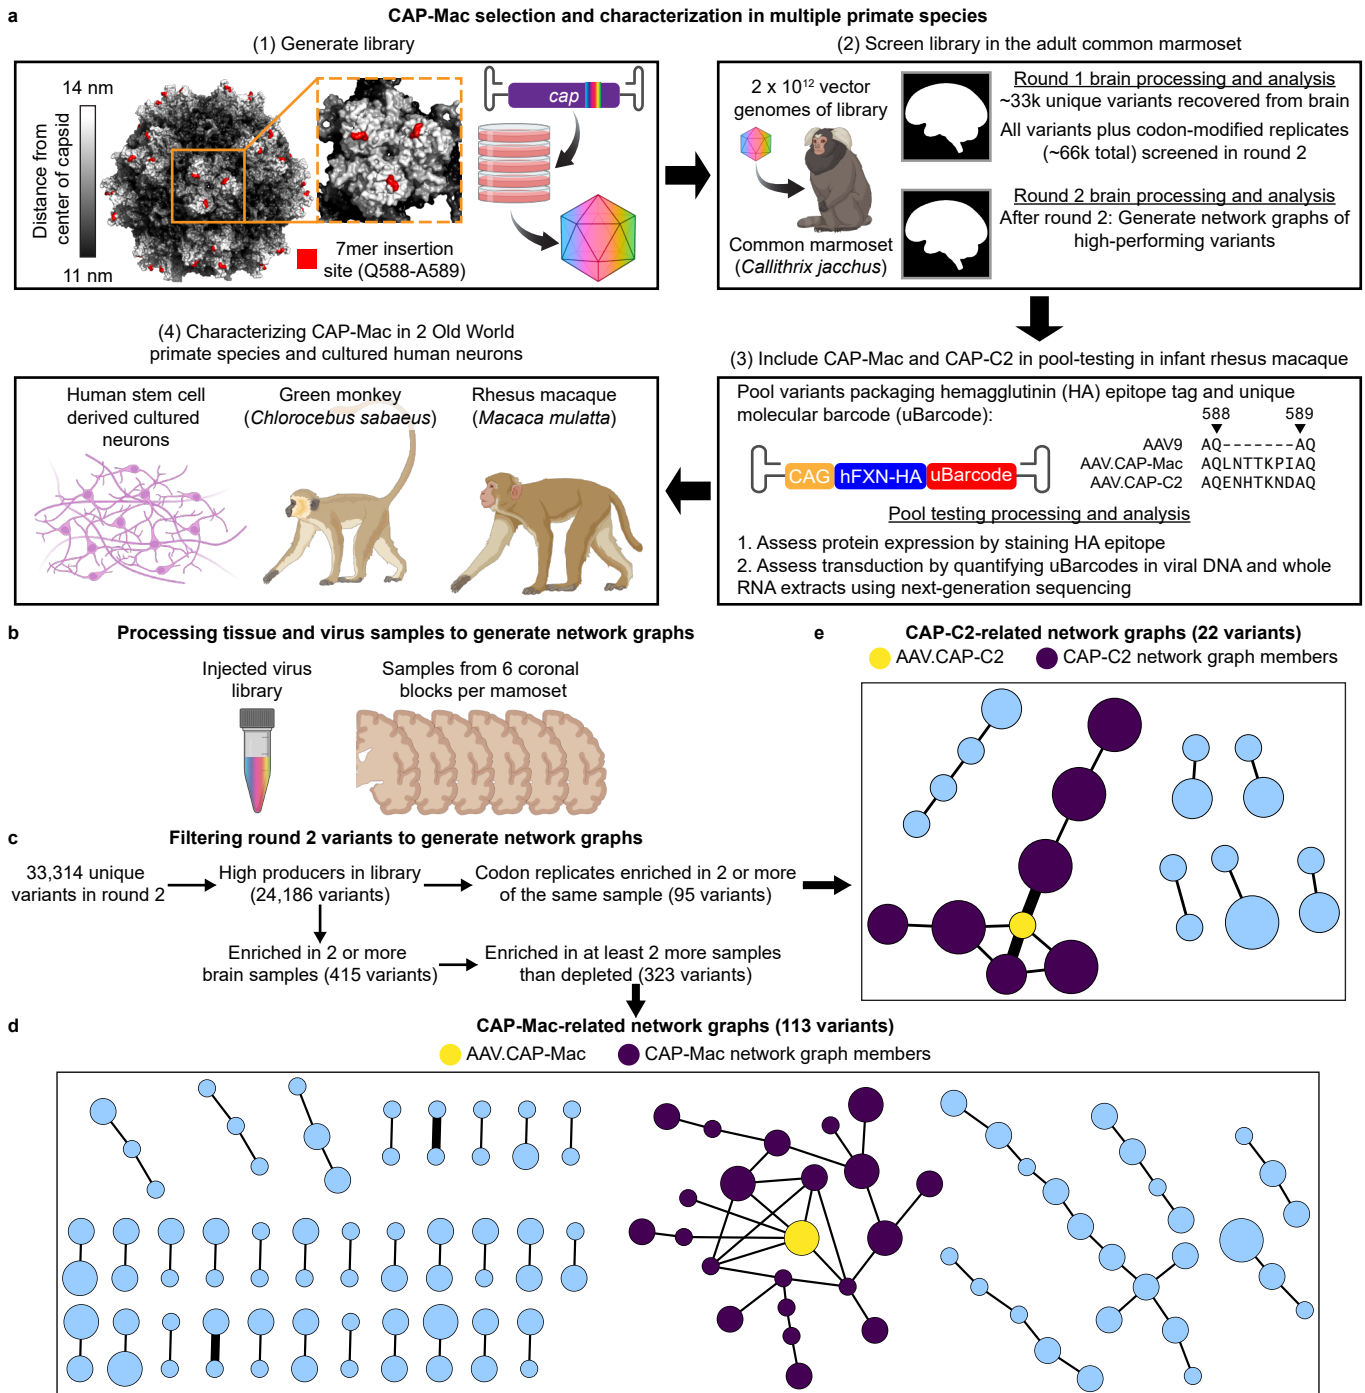 a
CAP-Mac selection and characterization in multiple primate species
(1) Generate library
14 nm
Distance from
center of capsid
11 nm
cap
7mer insertion
site (Q588-A589)
(2) Screen library in the adult common marmoset
2 x 10¹² vector
genomes of library
Common marmoset
(Callithrix jacchus)
Round 1 brain processing and analysis
~33k unique variants recovered from brain
All variants plus codon-modified replicates
(~66k total) screened in round 2
Round 2 brain processing and analysis
After round 2: Generate network graphs of
high-performing variants
(3) Include CAP-Mac and CAP-C2 in pool-testing in infant rhesus macaque
Pool variants packaging hemagglutinin (HA) epitope tag and unique
molecular barcode (uBarcode):
588 589
AAV9 AQ-------AQ
AAV.CAP-Mac AQLNTTKPIAQ
AAV.CAP-C2 AQENHTKNDAQ
CAG hFXN-HA uBarcode
Pool testing processing and analysis
1. Assess protein expression by staining HA epitope
2. Assess transduction by quantifying uBarcodes in viral DNA and whole
RNA extracts using next-generation sequencing
(4) Characterizing CAP-Mac in 2 Old World
primate species and cultured human neurons
Human stem cell
derived cultured
neurons
Green monkey
(Chlorocebus sabaeus)
Rhesus macaque
(Macaca mulatta)
b
Processing tissue and virus samples to generate network graphs
Injected virus
library
Samples from 6 coronal
blocks per mamoset
c
Filtering round 2 variants to generate network graphs
33,314 unique
variants in round 2
High producers in library
(24,186 variants)
Codon replicates enriched in 2 or more
of the same sample (95 variants)
Enriched in 2 or more
brain samples (415 variants)
Enriched in at least 2 more samples
than depleted (323 variants)
e
CAP-C2-related network graphs (22 variants)
AAV.CAP-C2
CAP-C2 network graph members
d
CAP-Mac-related network graphs (113 variants)
AAV.CAP-Mac
CAP-Mac network graph members